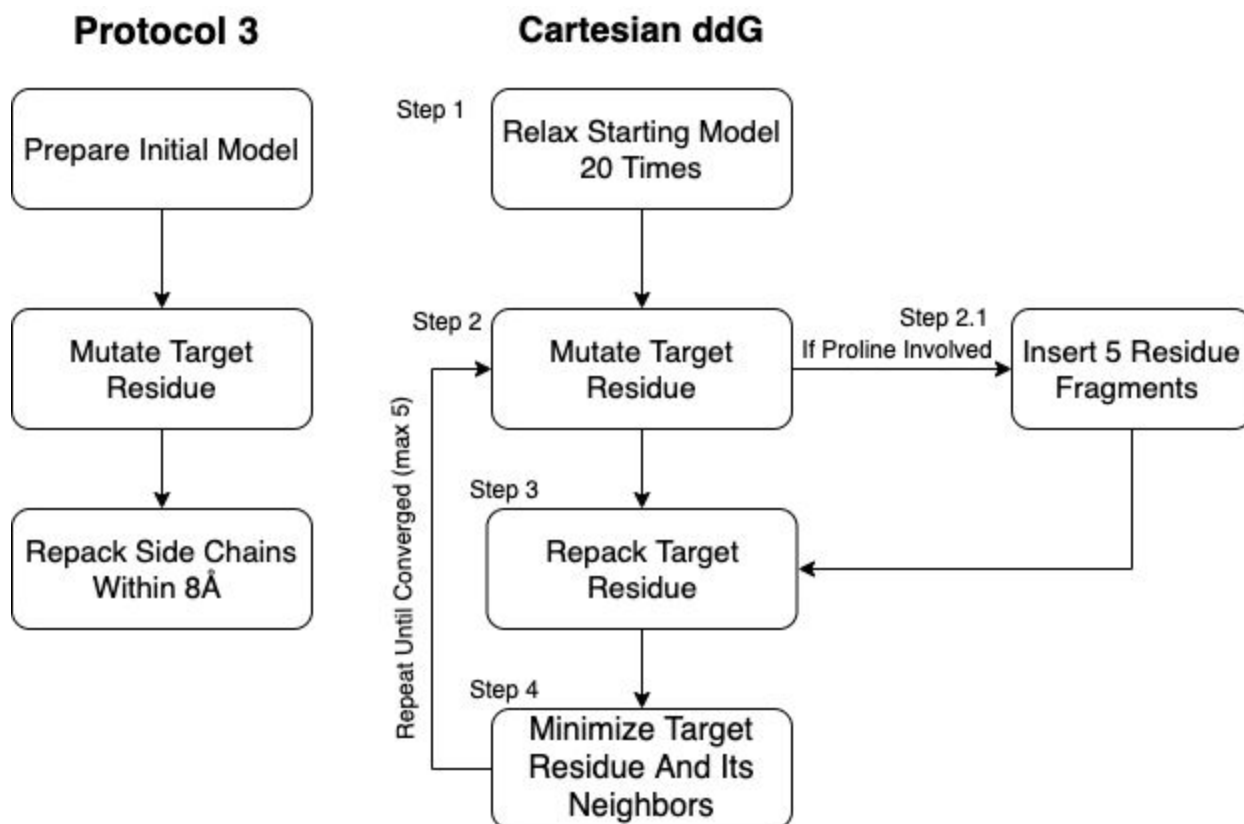 Protocol 3
Prepare Initial Model
Mutate Target
Residue
Repack Side Chains
Within 8Å
Cartesian ddG
Step 1
Relax Starting Model
20 Times
Step 2
Mutate Target
Residue
Step 2.1
If Proline Involved
Insert 5 Residue
Fragments
Step 3
Repack Target
Residue
Step 4
Minimize Target
Residue And Its
Neighbors
Repeat Until Converged (max 5)